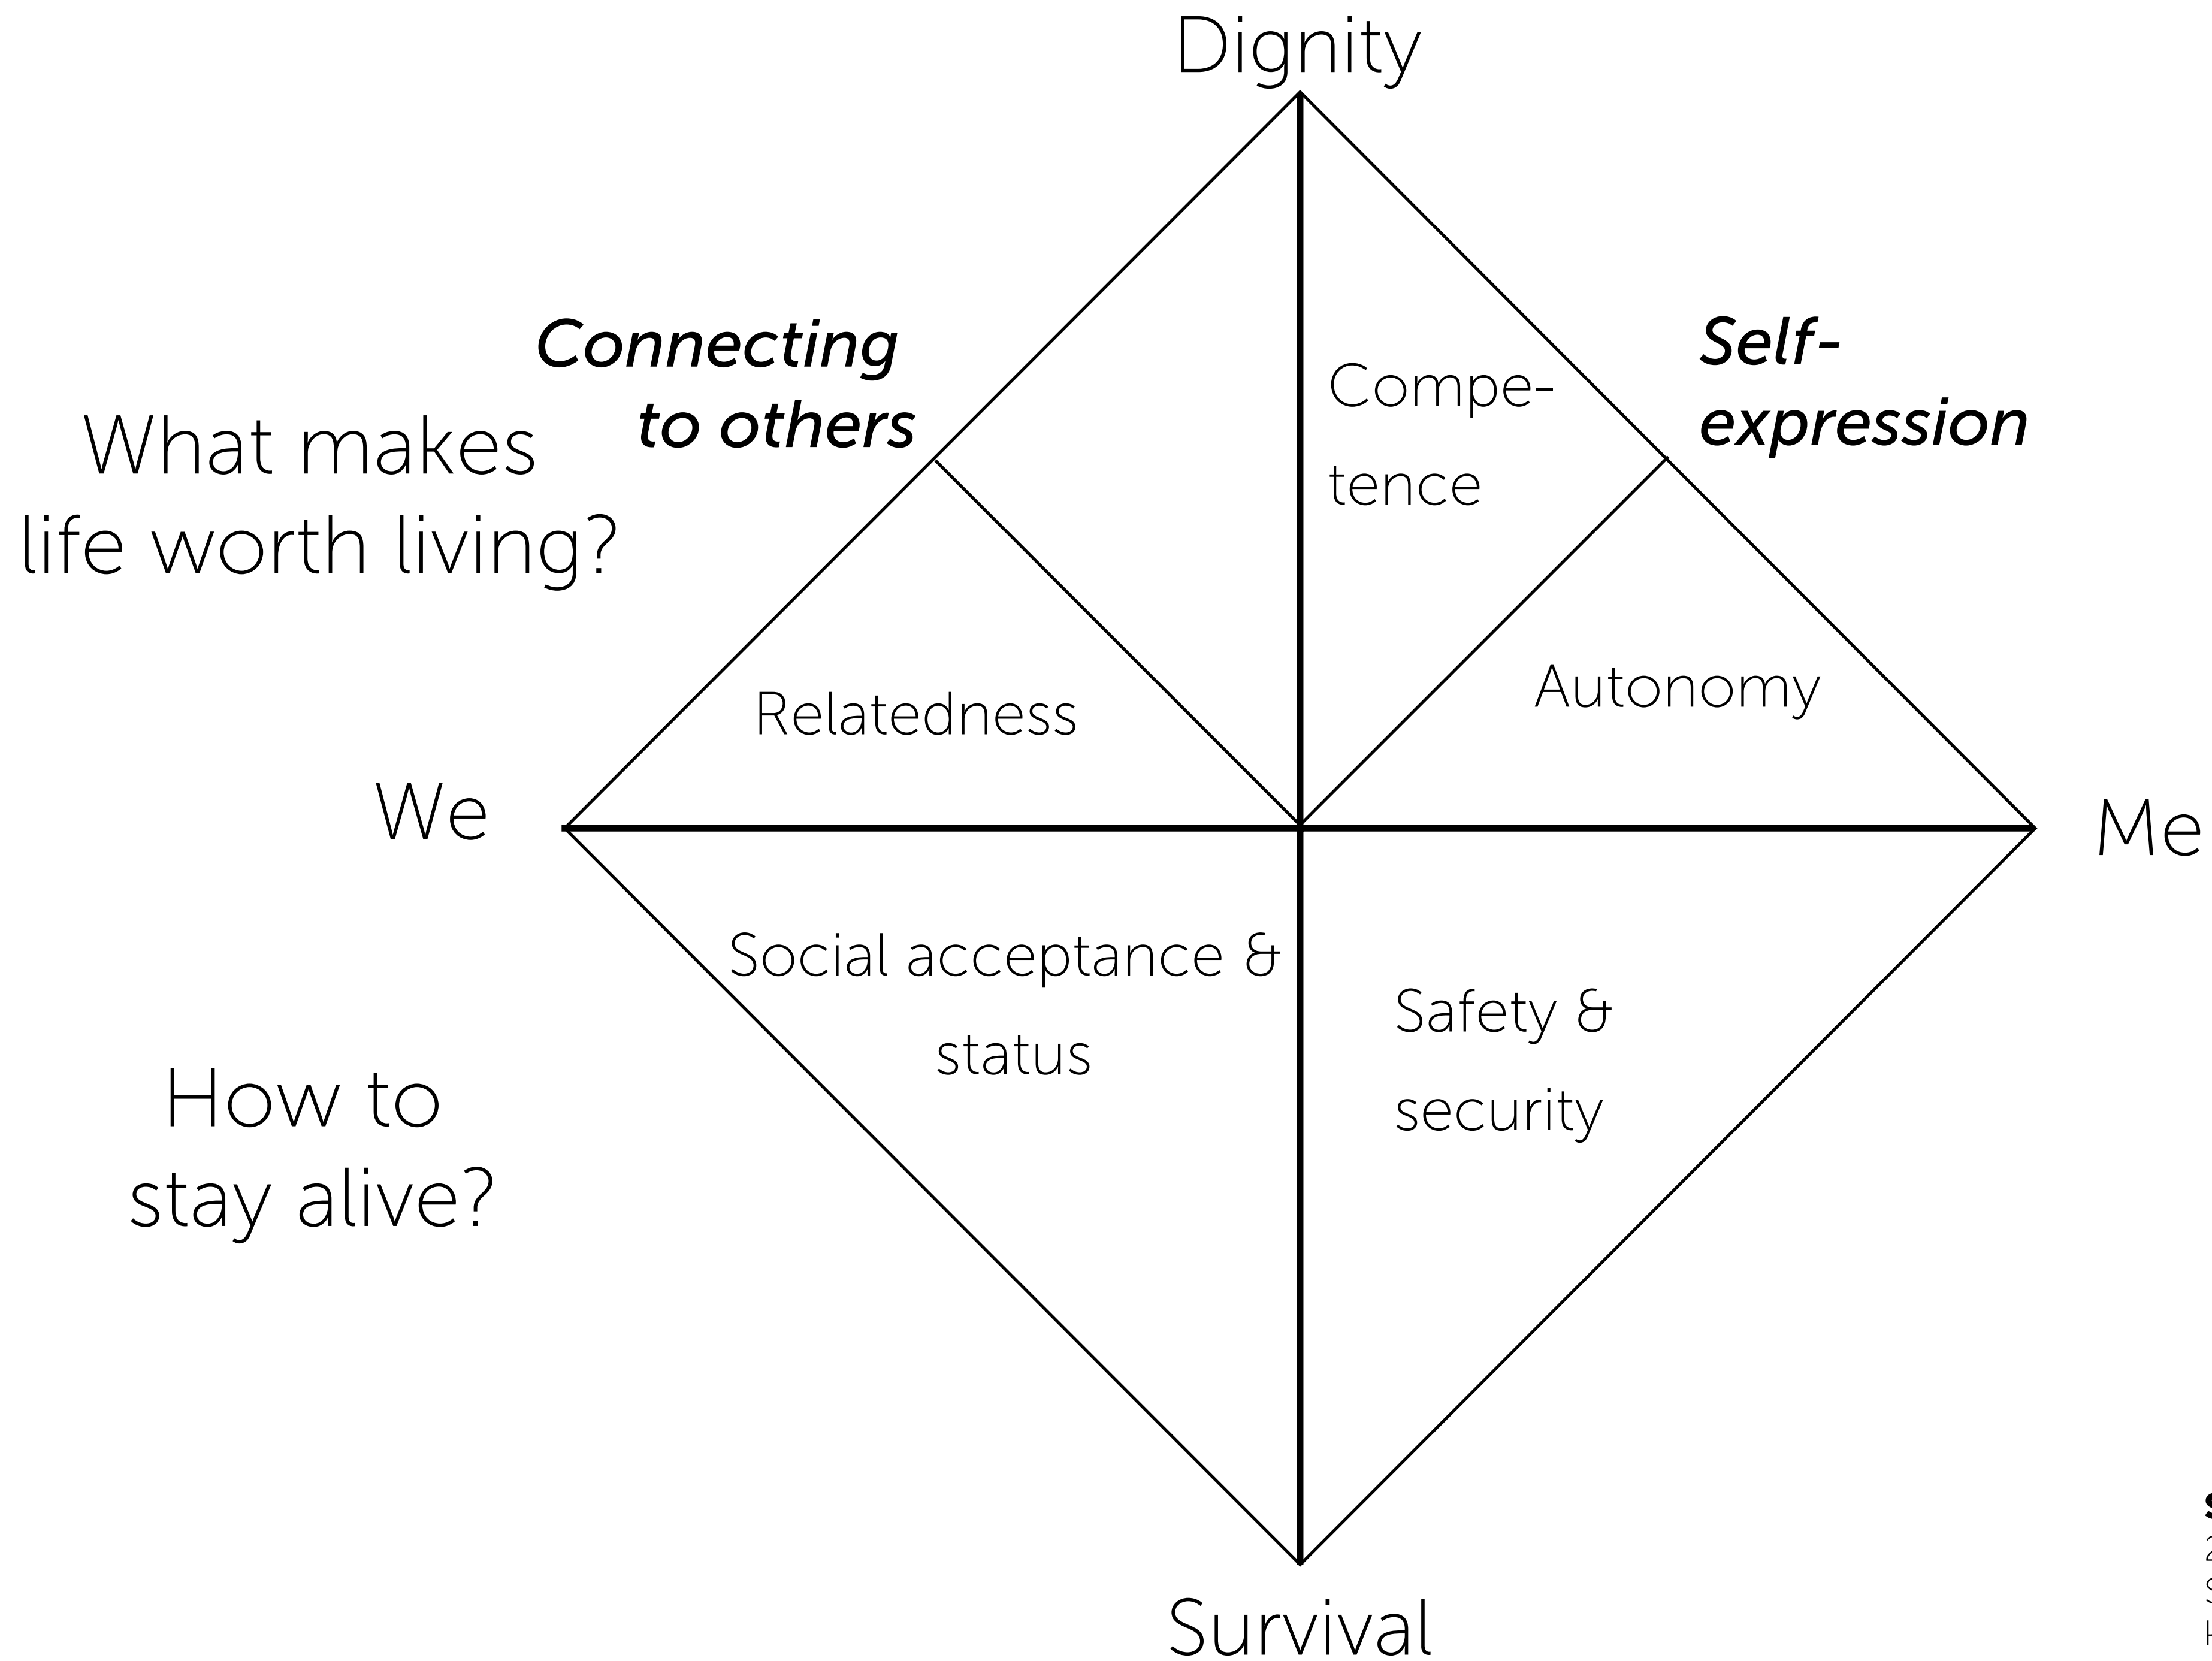 Dignity
Connecting
to others
Self-
expression
What makes
life worth living?
Compe-
tence
Relatedness
Autonomy
We
Me
Social acceptance &
status
Safety &
security
How to
stay alive?
Survival